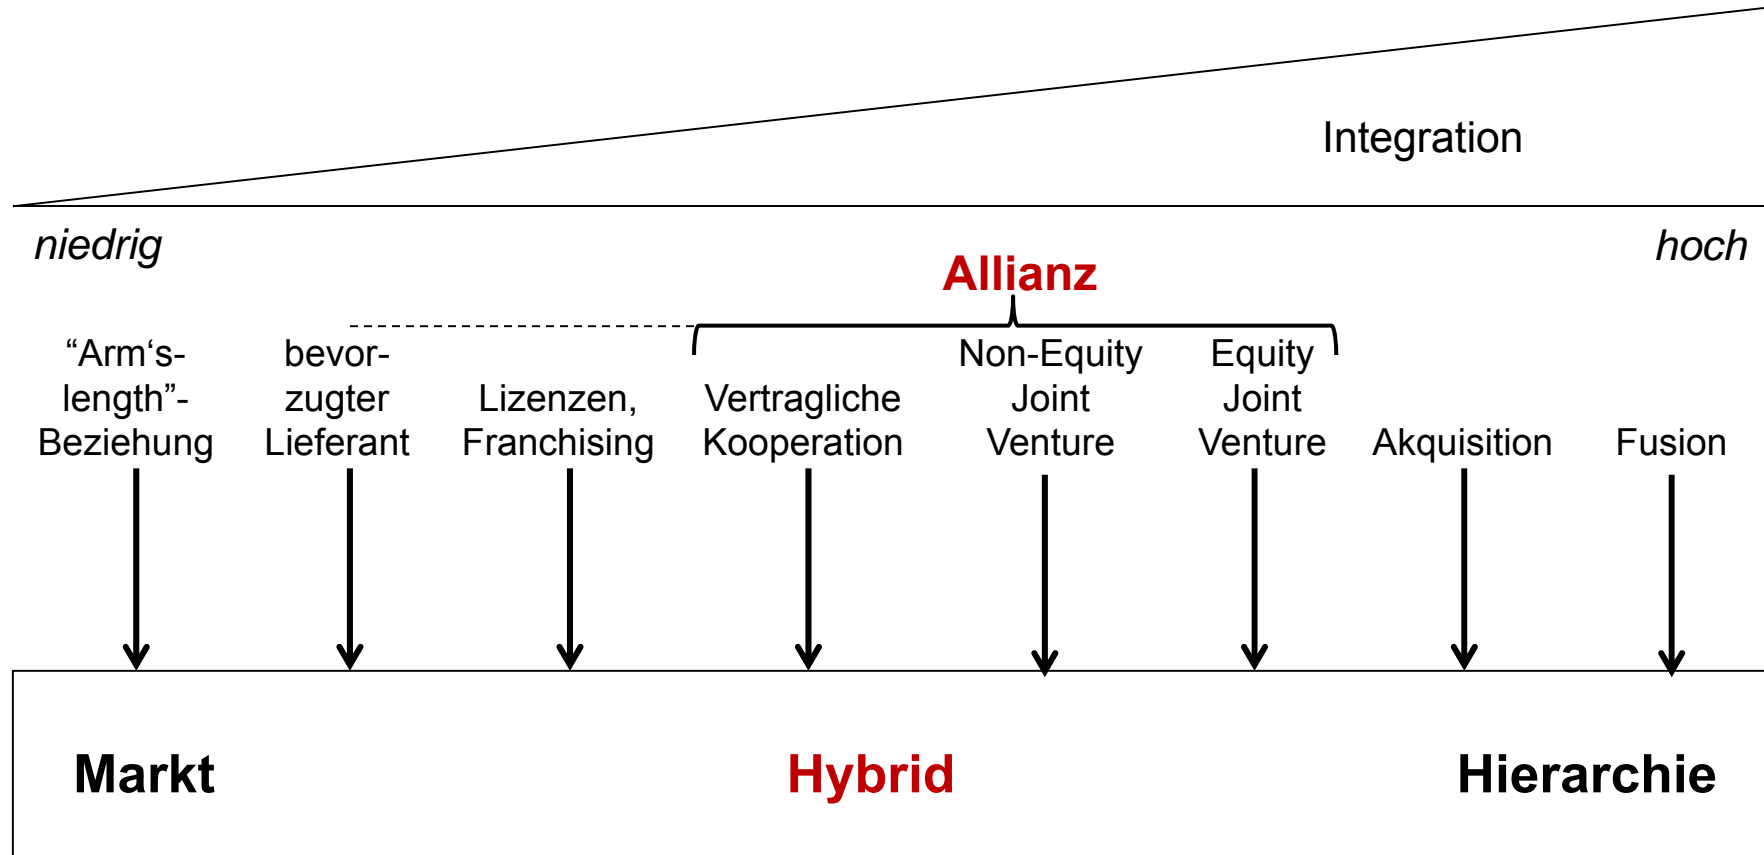 Integration
niedrig
hoch
Allianz
“Arm‘s-
length”-
Beziehung
bevor-
zugter
Lieferant
Lizenzen,
Franchising
Vertragliche
Kooperation
Non-Equity
Joint
Venture
Equity
Joint
Venture
Akquisition
Fusion
Markt
Hybrid
Hierarchie